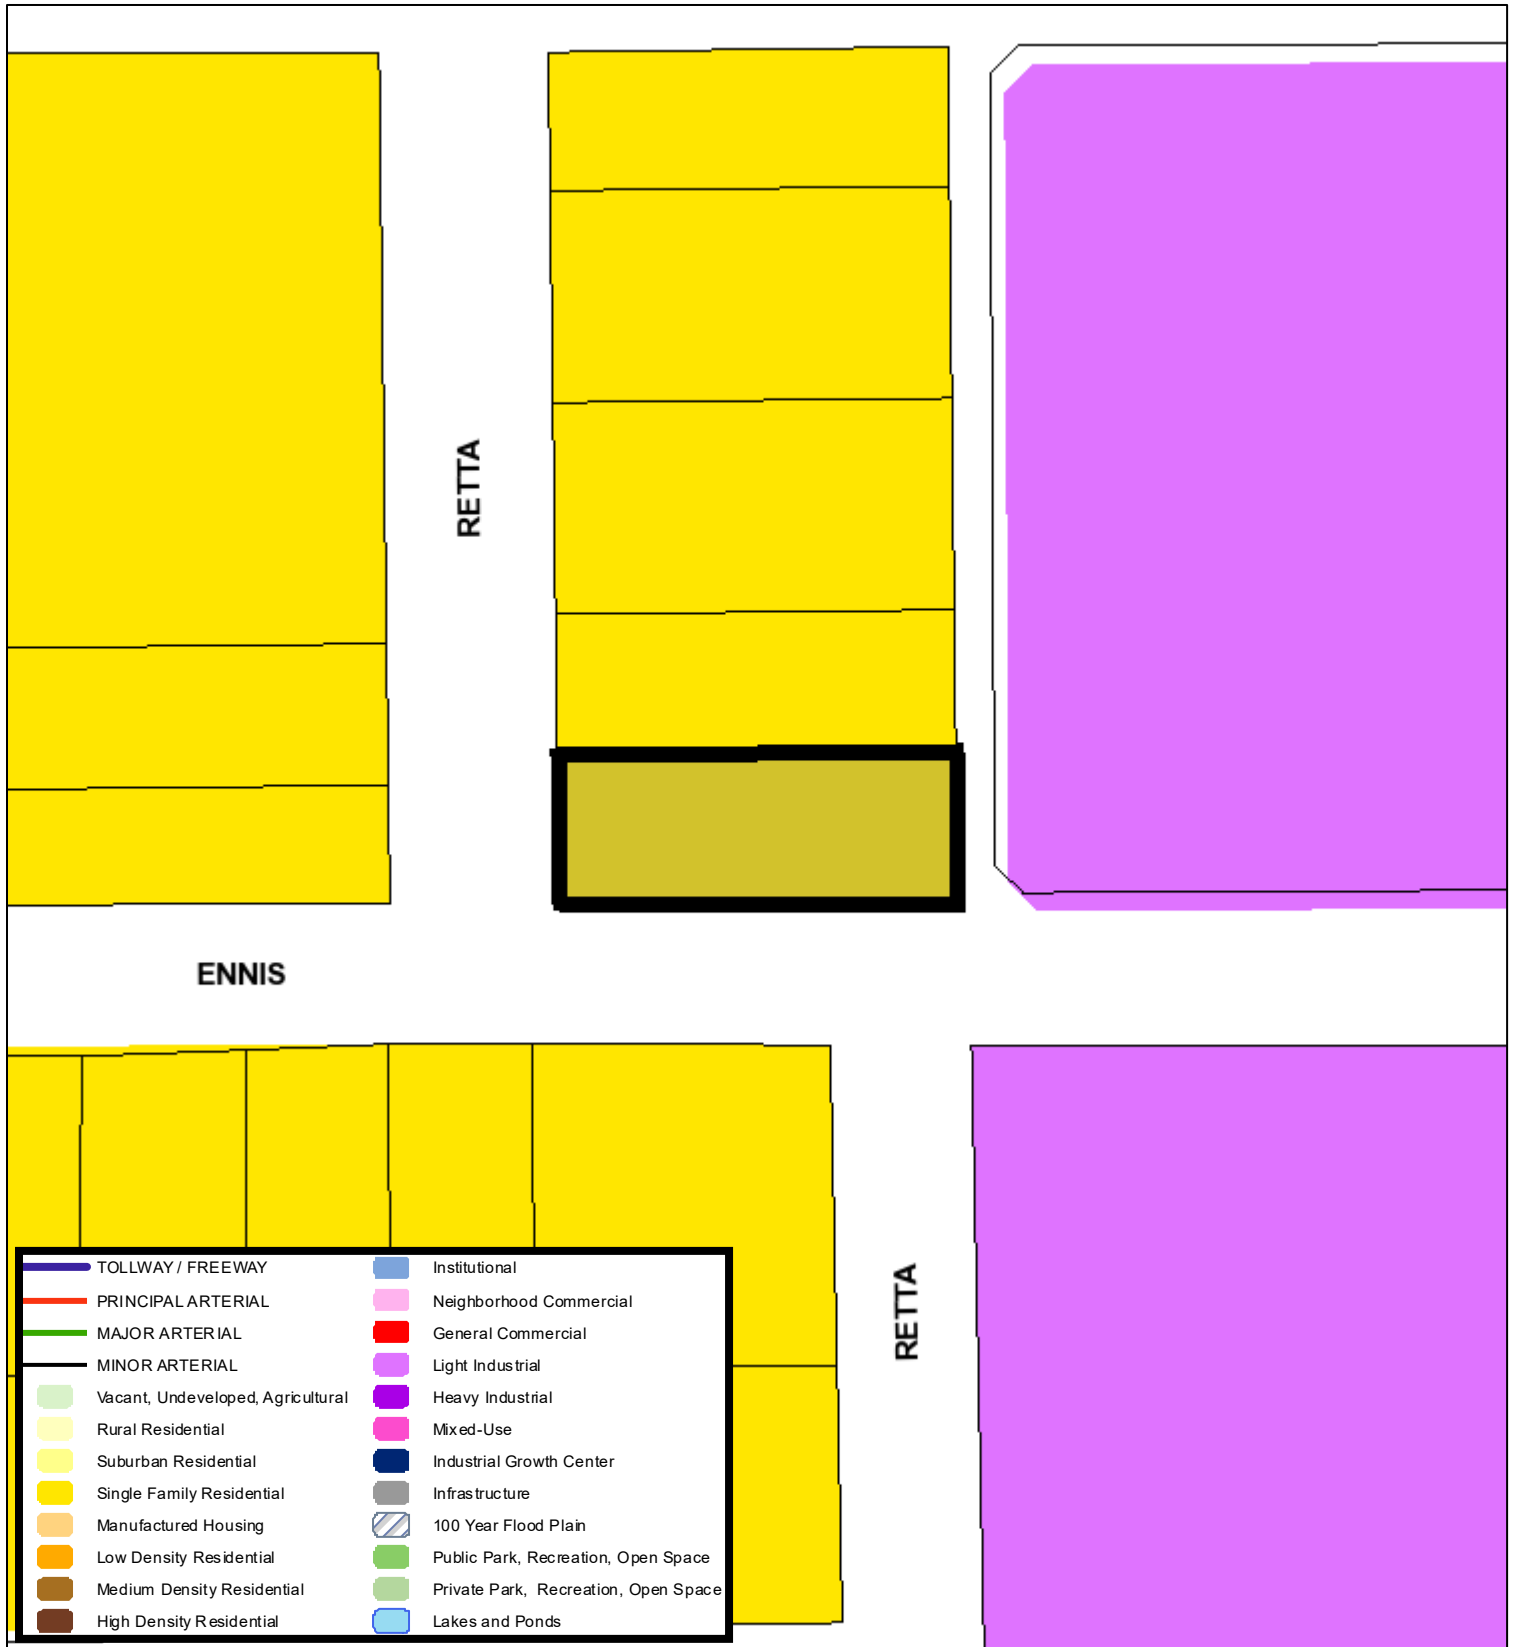 RETTA
ENNIS
RETTA
TOLLWAY / FREEWAY
PRINCIPAL ARTERIAL
MAJOR ARTERIAL
MINOR ARTERIAL
Vacant, Undeveloped, Agricultural
Rural Residential
Suburban Residential
Single Family Residential
Manufactured Housing
Low Density Residential
Medium Density Residential
High Density Residential
Institutional
Neighborhood Commercial
General Commercial
Light Industrial
Heavy Industrial
Mixed-Use
Industrial Growth Center
Infrastructure
100 Year Flood Plain
Public Park, Recreation, Open Space
Private Park, Recreation, Open Space
Lakes and Ponds